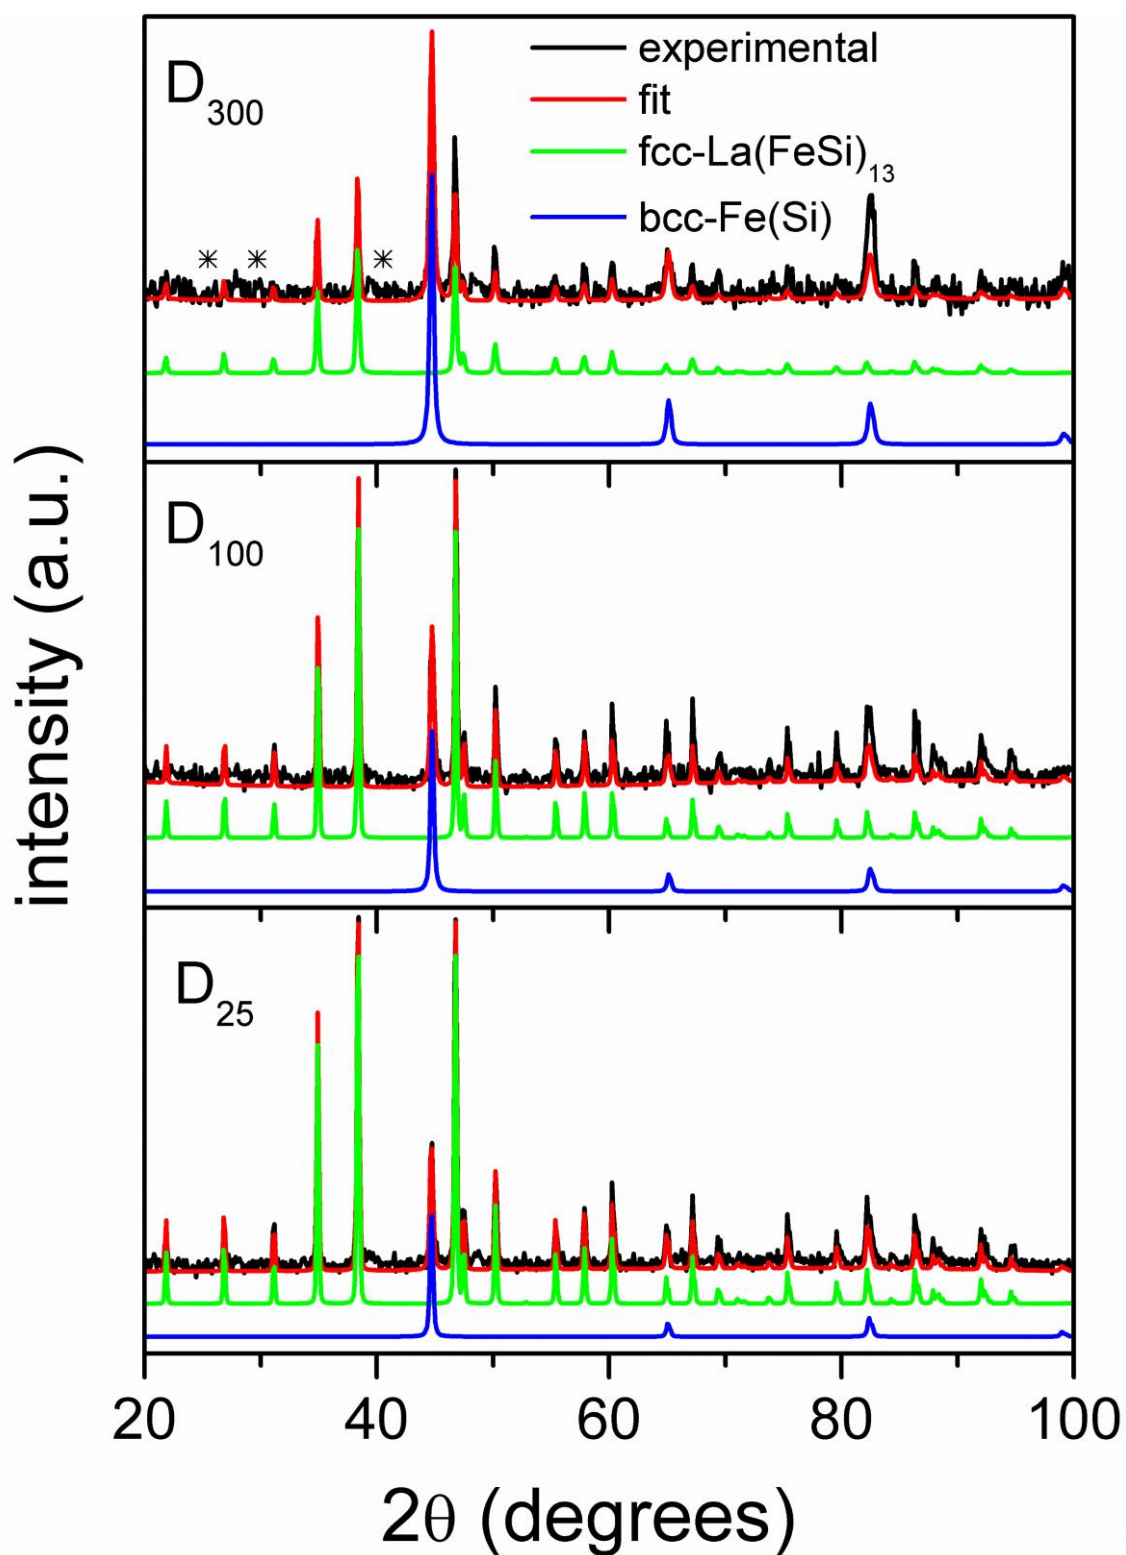 D₃₀₀
experimental
fit
fcc-La(FeSi)₁₃
bcc-Fe(Si)
* * *
D₁₀₀
D₂₅
intensity (a.u.)
20 40 60 80 100
2θ (degrees)